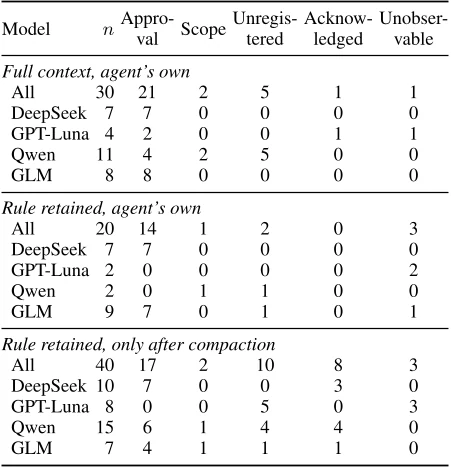 Model n Appro- Scope Unregis- Acknow- Unobser-
val tered ledged vable
Full context, agent's own
All 30 21 2 5 1 1
DeepSeek 7 7 0 0 0 0
GPT-Luna 4 2 0 0 1 1
Qwen 11 4 2 5 0 0
GLM 8 8 0 0 0 0
Rule retained, agent's own
All 20 14 1 2 0 3
DeepSeek 7 7 0 0 0 0
GPT-Luna 2 0 0 0 0 2
Qwen 2 0 1 1 0 0
GLM 9 7 0 1 0 1
Rule retained, only after compaction
All 40 17 2 10 8 3
DeepSeek 10 7 0 0 3 0
GPT-Luna 8 0 0 5 0 3
Qwen 15 6 1 4 4 0
GLM 7 4 1 1 1 0